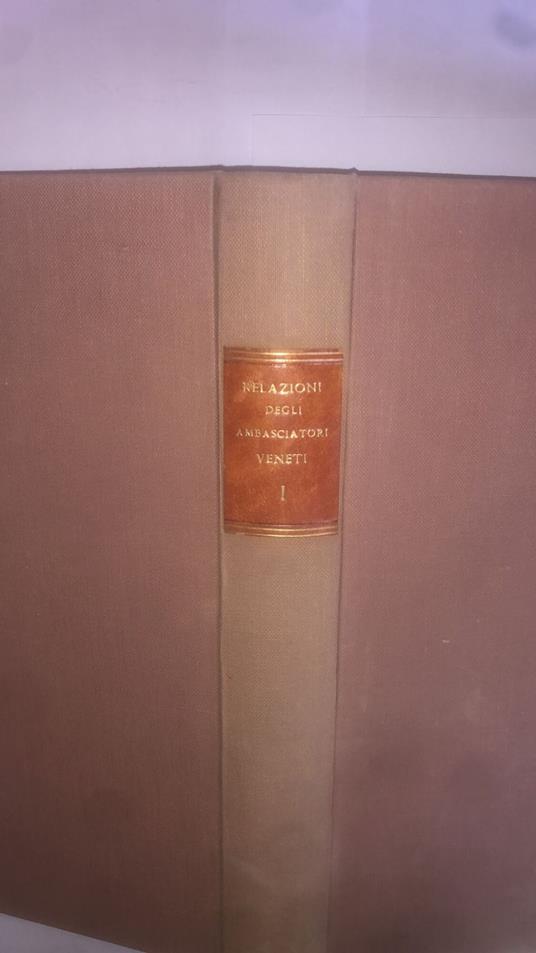 RELAZIONI
DEGLI
AMBASCIATORI
VENETI
I